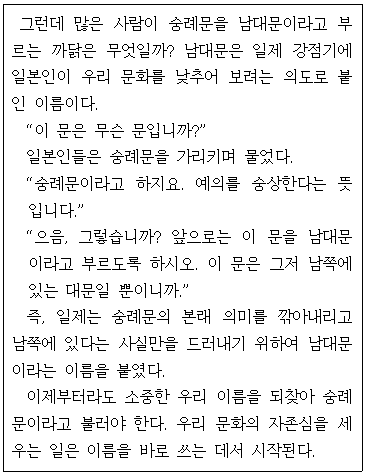 그런데 많은 사람이 숭례문을 남대문이라고 부
르는 까닭은 무엇일까? 남대문은 일제 강점기에
일본인이 우리 문화를 낮추어 보려는 의도로 붙
인 이름이다.
“이 문은 무슨 문입니까?”
일본인들은 숭례문을 가리키며 물었다.
“숭례문이라고 하지요. 예의를 숭상한다는 뜻
입니다.”
“으음, 그렇습니까? 앞으로는 이 문을 남대문
이라고 부르도록 하시오. 이 문은 그저 남쪽에
있는 대문일 뿐이니까.”
즉, 일제는 숭례문의 본래 의미를 깎아내리고
남쪽에 있다는 사실만을 드러내기 위하여 남대문
이라는 이름을 붙였다.
이제부터라도 소중한 우리 이름을 되찾아 숭례
문이라고 불러야 한다. 우리 문화의 자존심을 세
우는 일은 이름을 바로 쓰는 데서 시작된다.